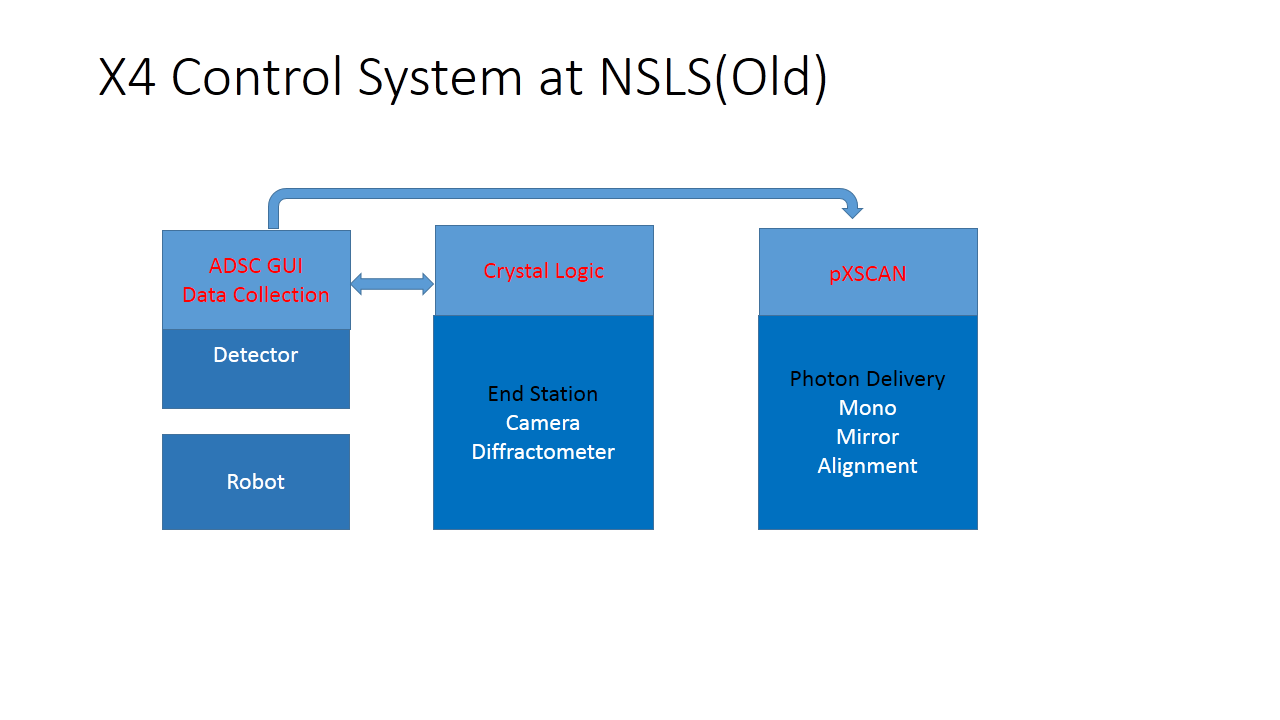 X4 Control System at NSLS(Old)
ADSC GUI
Data Collection
Detector
Robot
Crystal Logic
End Station
Camera
Diffractometer
pXSCAN
Photon Delivery
Mono
Mirror
Alignment